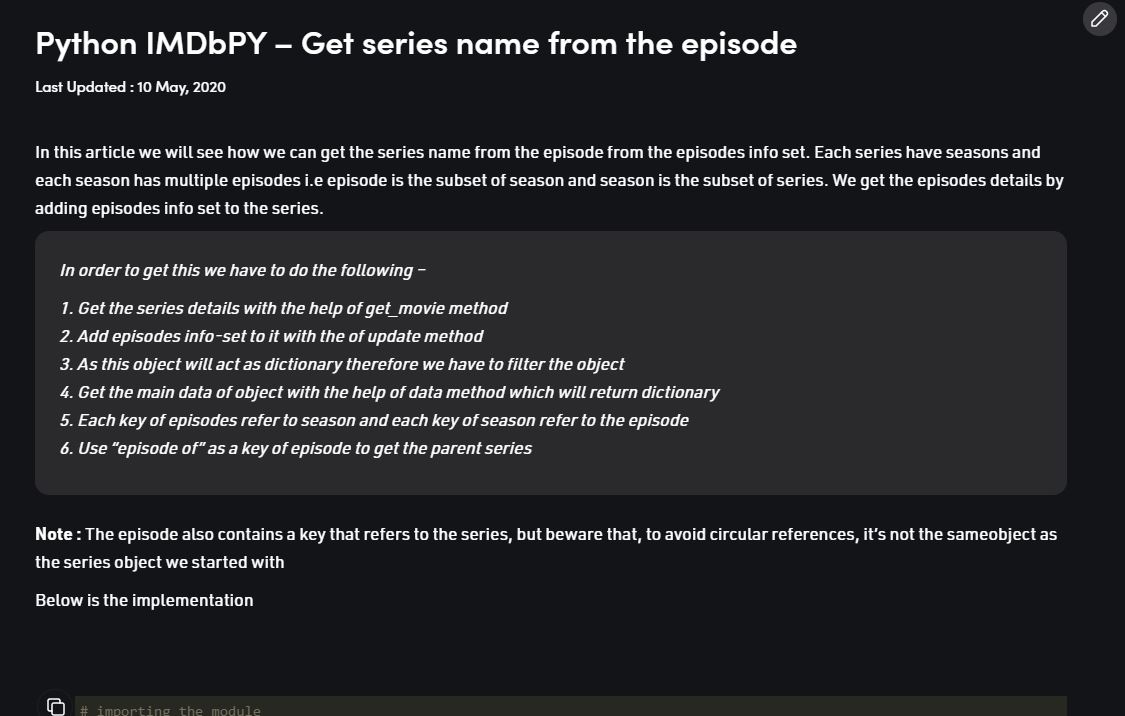 Python IMDbPY – Get series name from the episode
Last Updated : 10 May, 2020
In this article we will see how we can get the series name from the episode from the episodes info set. Each series have seasons and
each season has multiple episodes i.e episode is the subset of season and season is the subset of series. We get the episodes details by
adding episodes info set to the series.
In order to get this we have to do the following –
1. Get the series details with the help of get_movie method
2. Add episodes info-set to it with the of update method
3. As this object will act as dictionary therefore we have to filter the object
4. Get the main data of object with the help of data method which will return dictionary
5. Each key of episodes refer to season and each key of season refer to the episode
6. Use “episode of” as a key of episode to get the parent series
Note : The episode also contains a key that refers to the series, but beware that, to avoid circular references, it’s not the sameobject as
the series object we started with
Below is the implementation
# importing the module